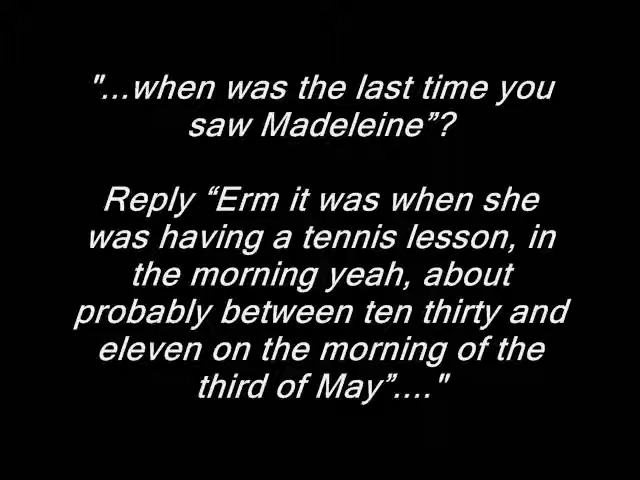 "...when was the last time you
saw Madeleine”?
Reply “Erm it was when she
was having a tennis lesson, in
the morning yeah, about
probably between ten thirty and
eleven on the morning of the
third of May”...."